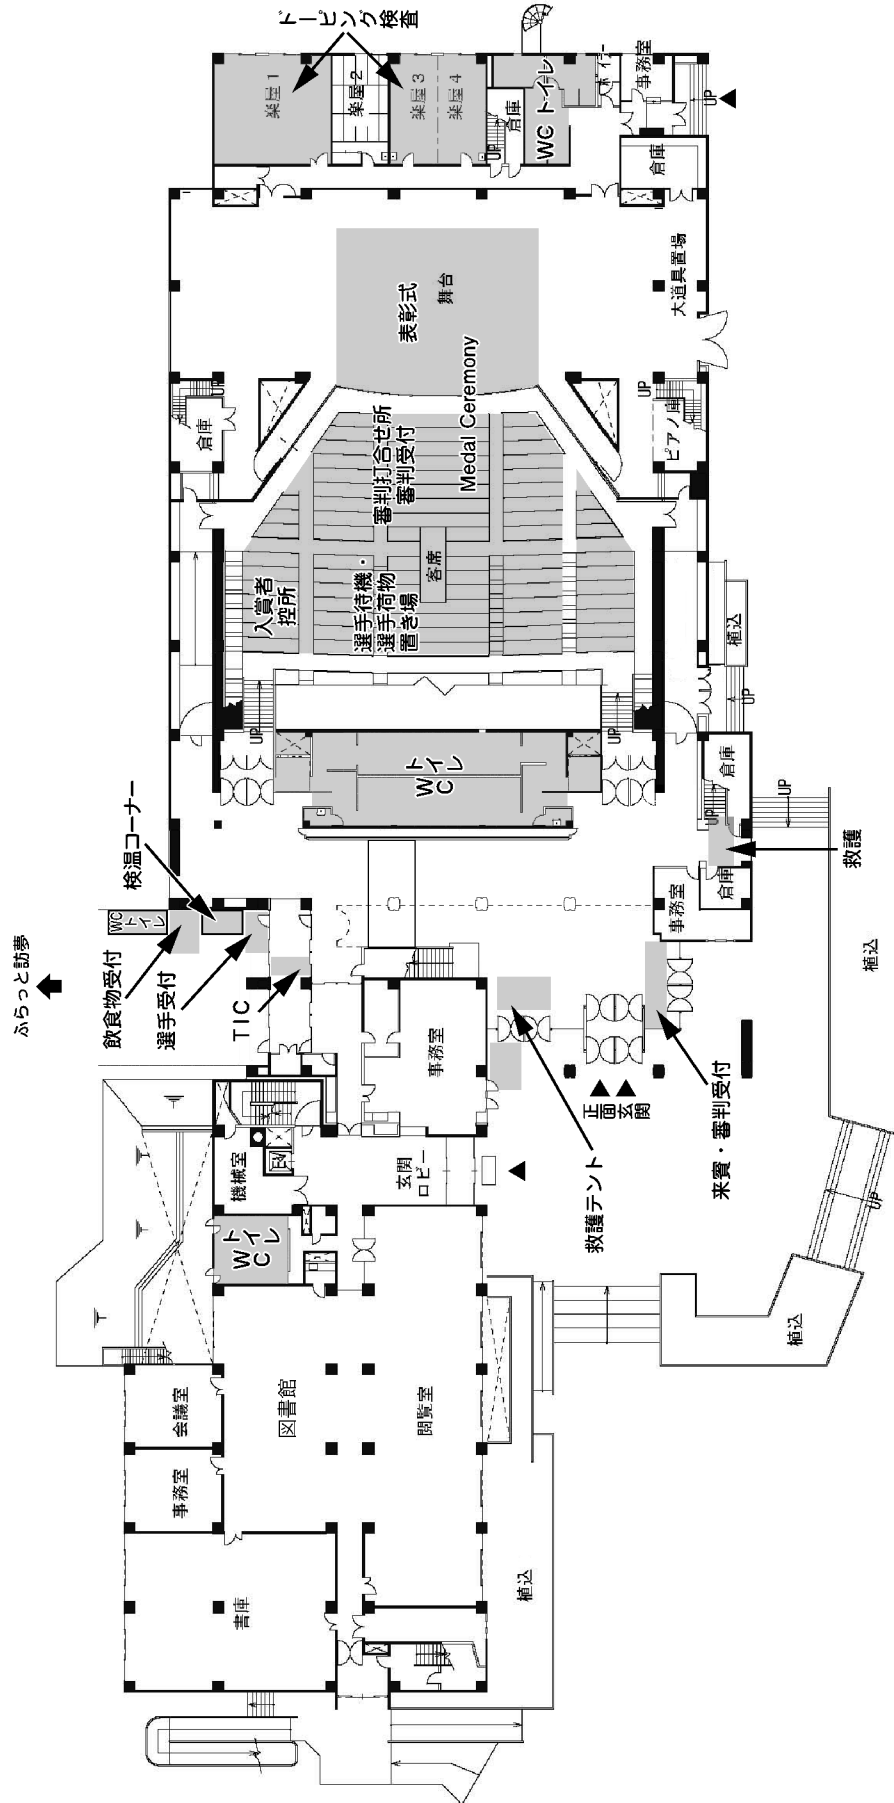 ドーピング検査
楽屋1
楽屋2
楽屋3
楽屋4
倉庫
UP
WC トイレ
ホイラー
事務室
UP
倉庫
表彰式
舞台
Medal Ceremony
大道具置場
倉庫
UP
UP
ピアノ庫
審判打合せ所
審判受付
入賞者
控所
選手待機・
選手荷物
置き場
客席
植込
UP
UP
UP
トイレ
WC
倉庫
UP
UP
検温コーナー
WC
トイレ
ふらっと訪夢
飲食物受付
選手受付
TIC
事務室
倉庫
救護
植込
事務室
正面
玄関
救護テント
来賓・審判受付
機械室
EV
玄関
ロビー
トイレ
WC
UP
植込
会議室
事務室
図書館
閲覧室
書庫
植込